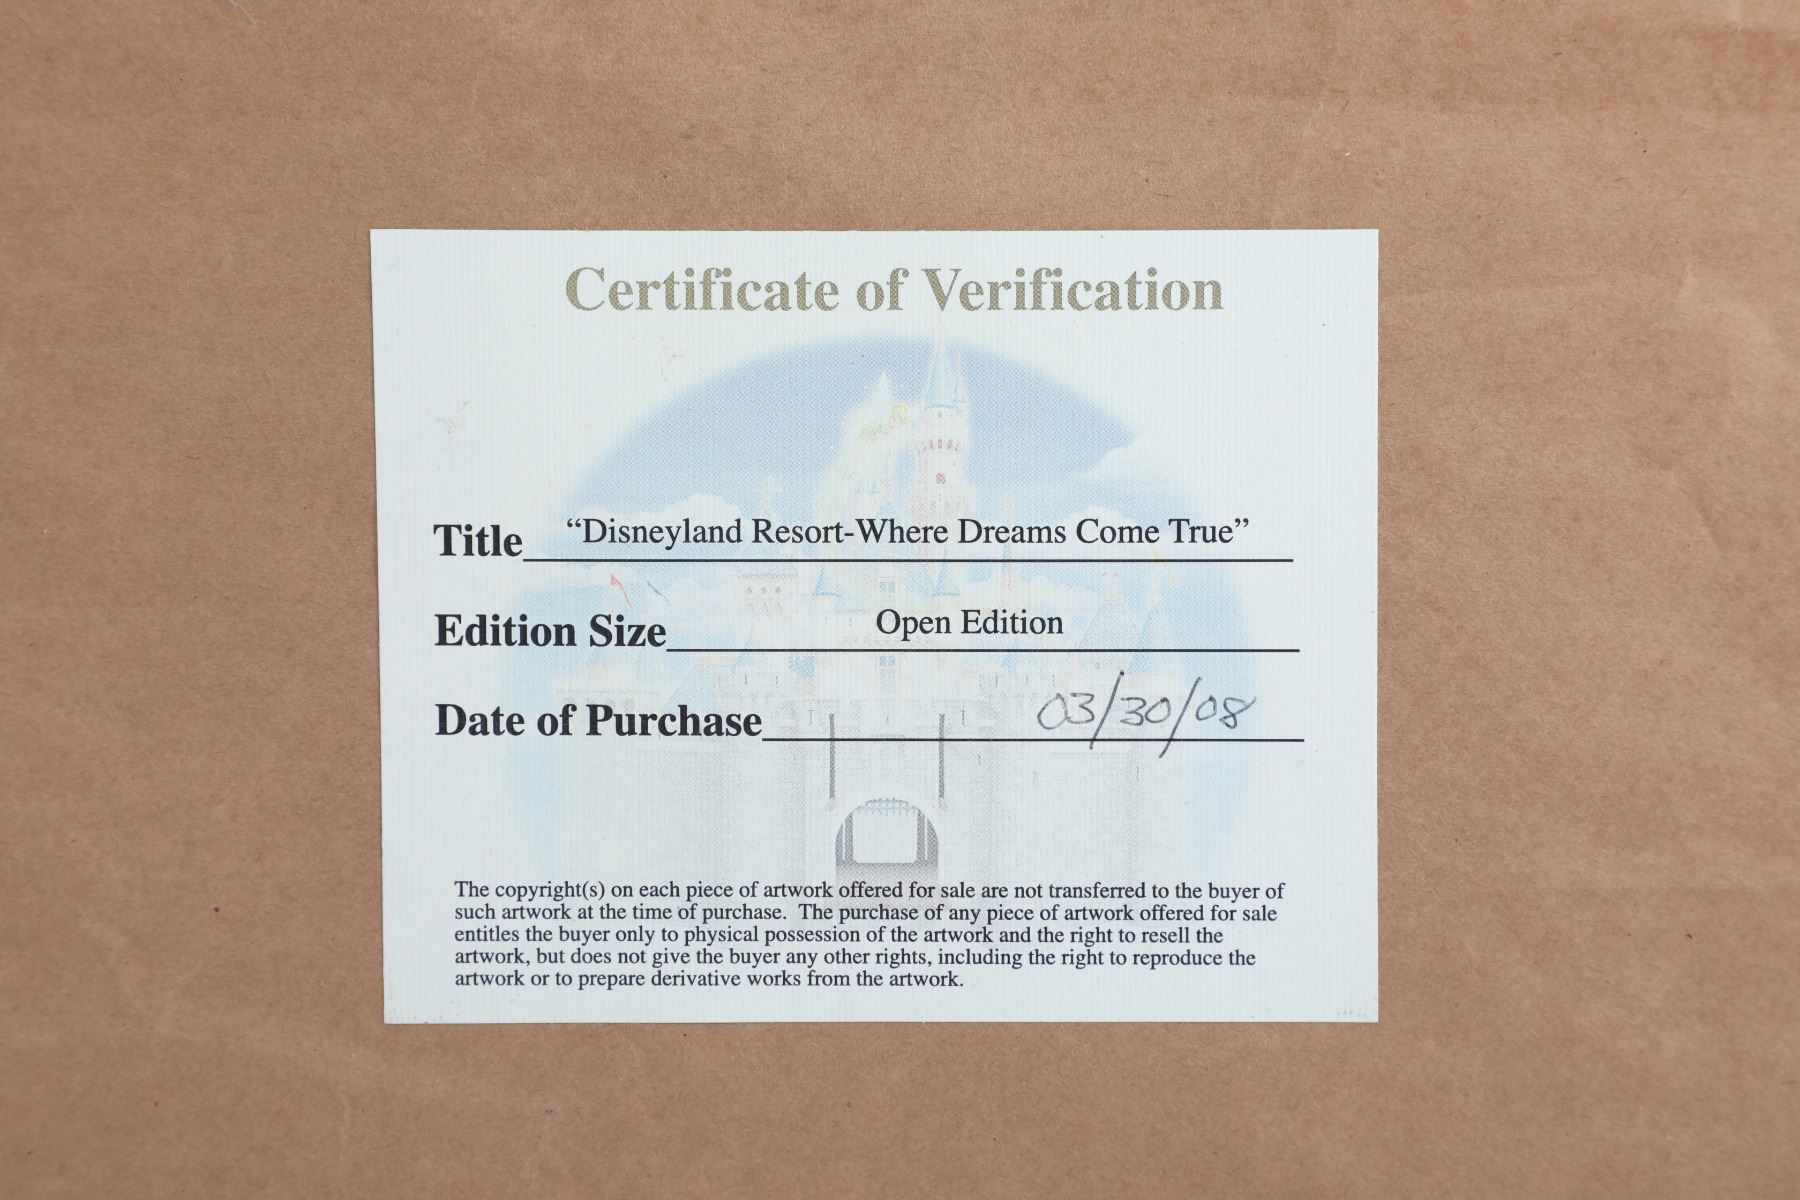 Certificate of Verification
Title “Disneyland Resort-Where Dreams Come True”
Edition Size Open Edition
Date of Purchase 03/30/08
The copyright(s) on each piece of artwork offered for sale are not transferred to the buyer of
such artwork at the time of purchase.  The purchase of any piece of artwork offered for sale
entitles the buyer only to physical possession of the artwork and the right to resell the
artwork, but does not give the buyer any other rights, including the right to reproduce the
artwork or to prepare derivative works from the artwork.